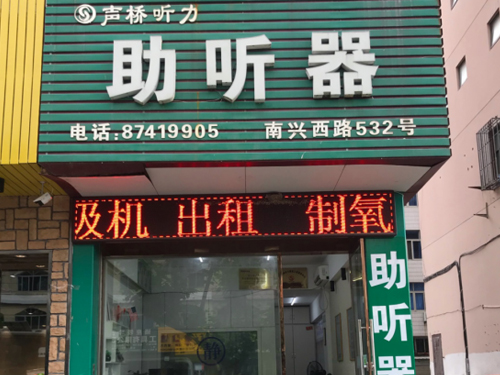 声桥听力
助听器
电话:87419905 南兴西路532号
吸机 出租 制氧
助听器